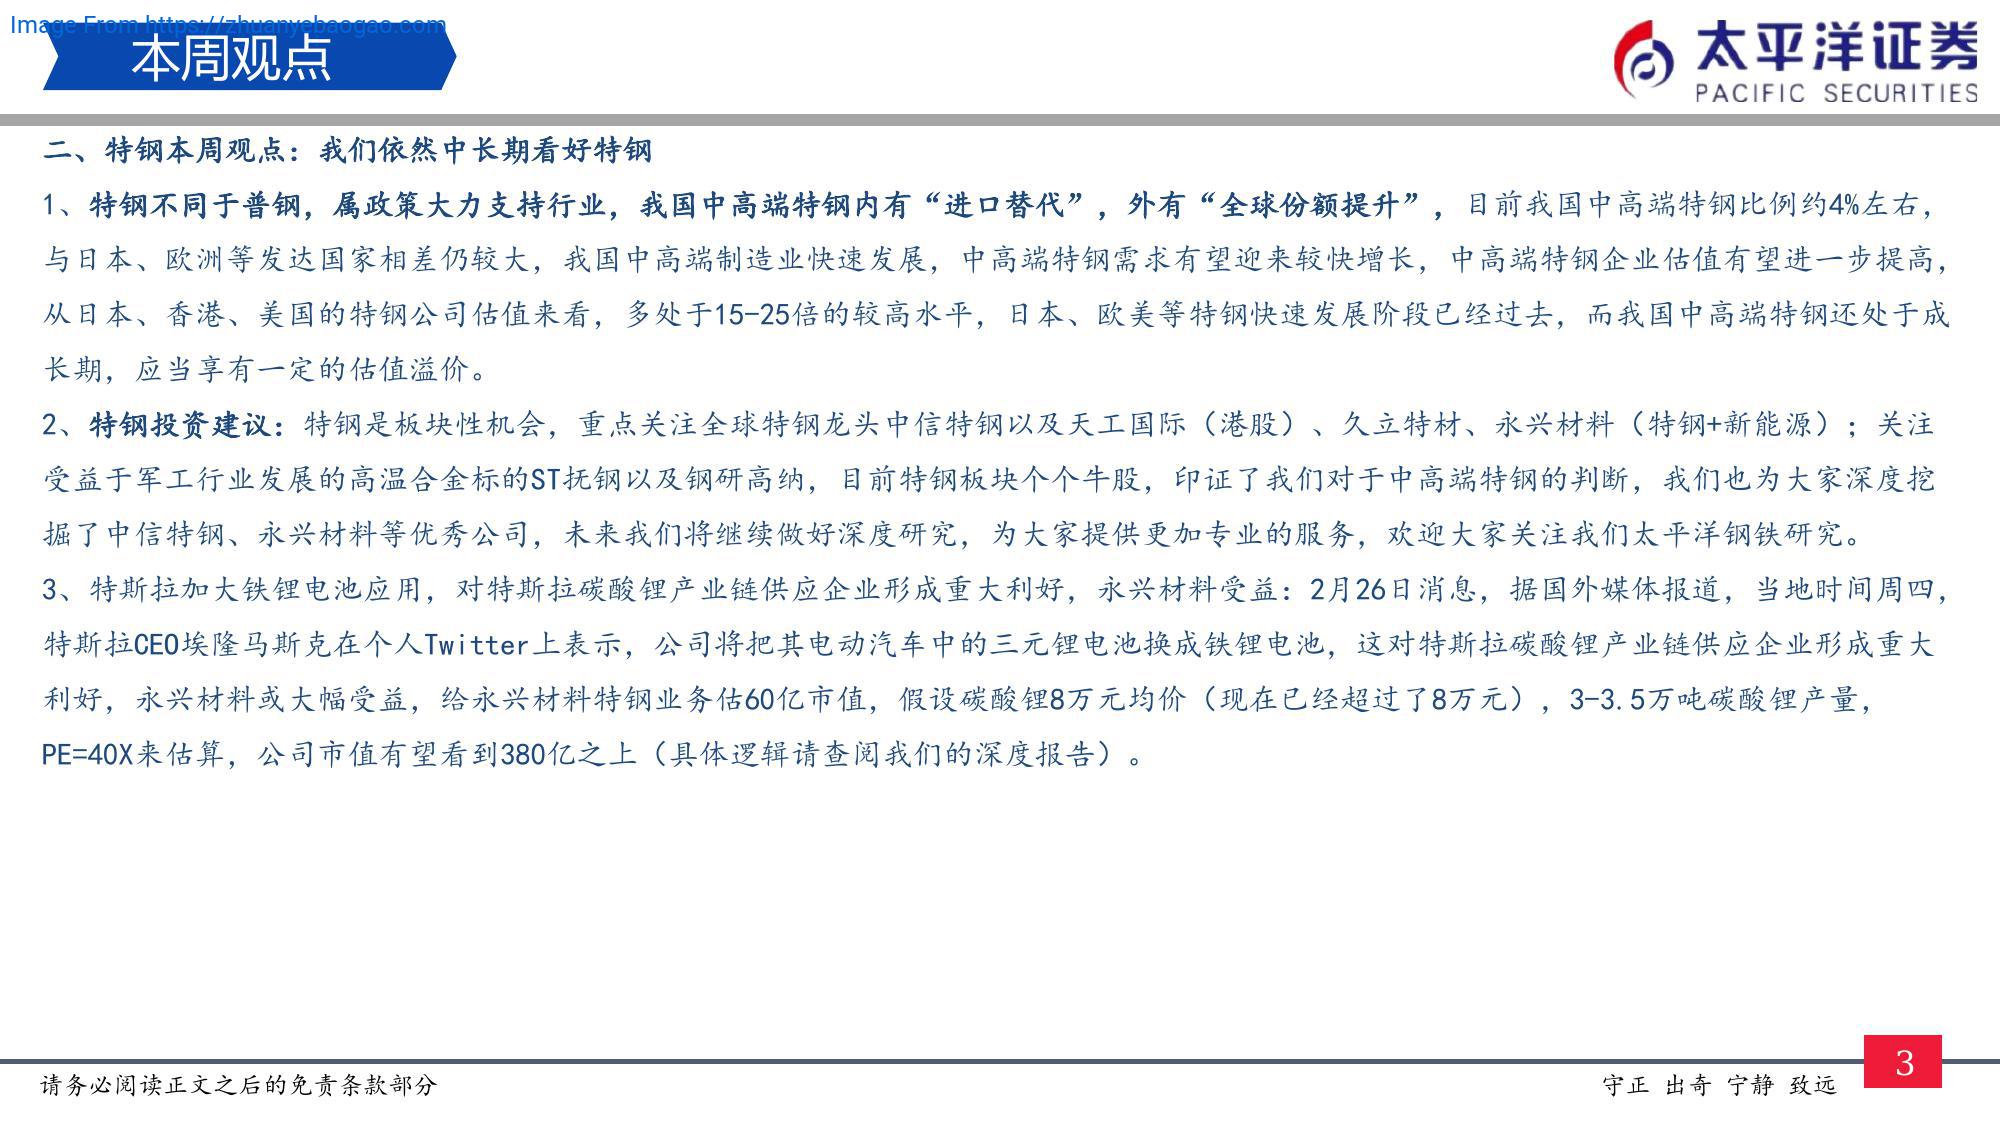 Image From https://zhuanyebaogao.com
本周观点
太平洋证券
PACIFIC SECURITIES
二、特钢本周观点：我们依然中长期看好特钢
1、特钢不同于普钢，属政策大力支持行业，我国中高端特钢内有“进口替代”，外有“全球份额提升”，目前我国中高端特钢比例约4%左右，
与日本、欧洲等发达国家相差仍较大，我国中高端制造业快速发展，中高端特钢需求有望迎来较快增长，中高端特钢企业估值有望进一步提高，
从日本、香港、美国的特钢公司估值来看，多处于15-25倍的较高水平，日本、欧美等特钢快速发展阶段已经过去，而我国中高端特钢还处于成
长期，应当享有一定的估值溢价。
2、特钢投资建议：特钢是板块性机会，重点关注全球特钢龙头中信特钢以及天工国际（港股）、久立特材、永兴材料（特钢+新能源）；关注
受益于军工行业发展的高温合金标的ST抚钢以及钢研高纳，目前特钢板块个个牛股，印证了我们对于中高端特钢的判断，我们也为大家深度挖
掘了中信特钢、永兴材料等优秀公司，未来我们将继续做好深度研究，为大家提供更加专业的服务，欢迎大家关注我们太平洋钢铁研究。
3、特斯拉加大铁锂电池应用，对特斯拉碳酸锂产业链供应企业形成重大利好，永兴材料受益：2月26日消息，据国外媒体报道，当地时间周四，
特斯拉CEO埃隆马斯克在个人Twitter上表示，公司将把其电动汽车中的三元锂电池换成铁锂电池，这对特斯拉碳酸锂产业链供应企业形成重大
利好，永兴材料或大幅受益，给永兴材料特钢业务估60亿市值，假设碳酸锂8万元均价（现在已经超过了8万元），3-3.5万吨碳酸锂产量，
PE=40X来估算，公司市值有望看到380亿之上（具体逻辑请查阅我们的深度报告）。
请务必阅读正文之后的免责条款部分
守正 出奇 宁静 致远
3